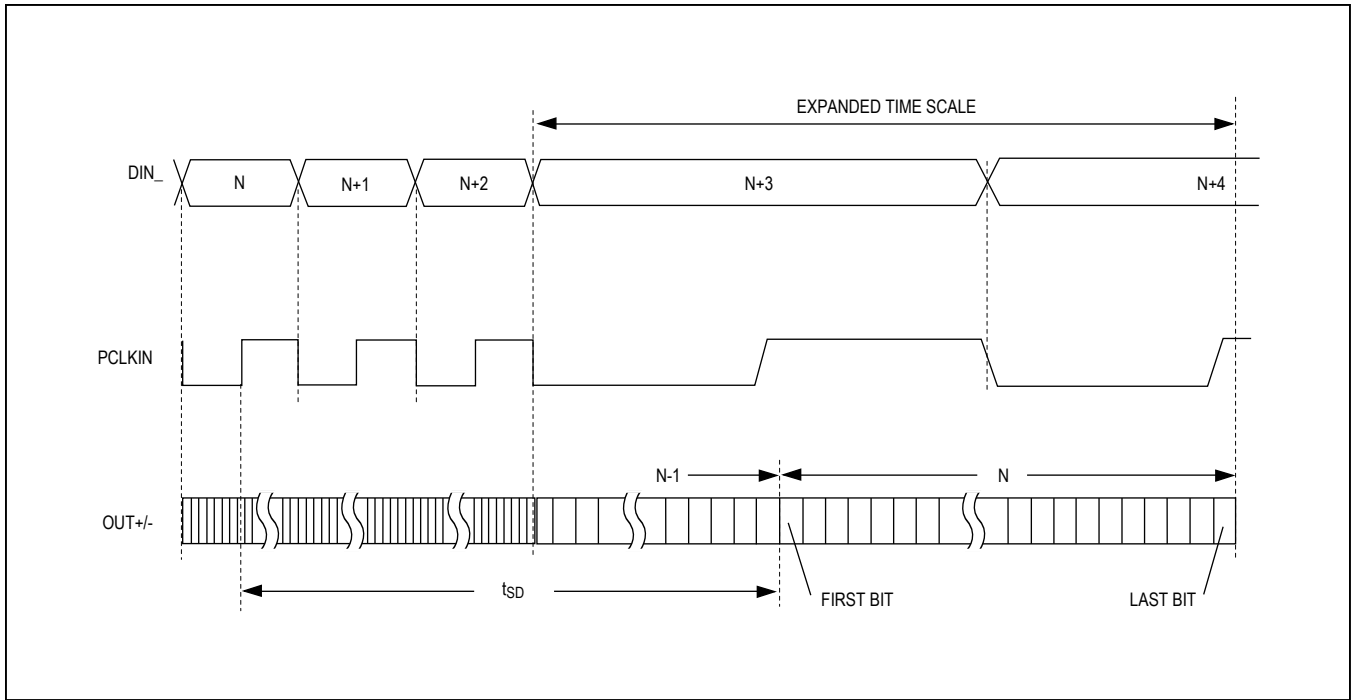 EXPANDED TIME SCALE
DIN_
N
N+1
N+2
N+3
N+4
PCLKIN
N-1
N
OUT+/-
tSD
FIRST BIT
LAST BIT